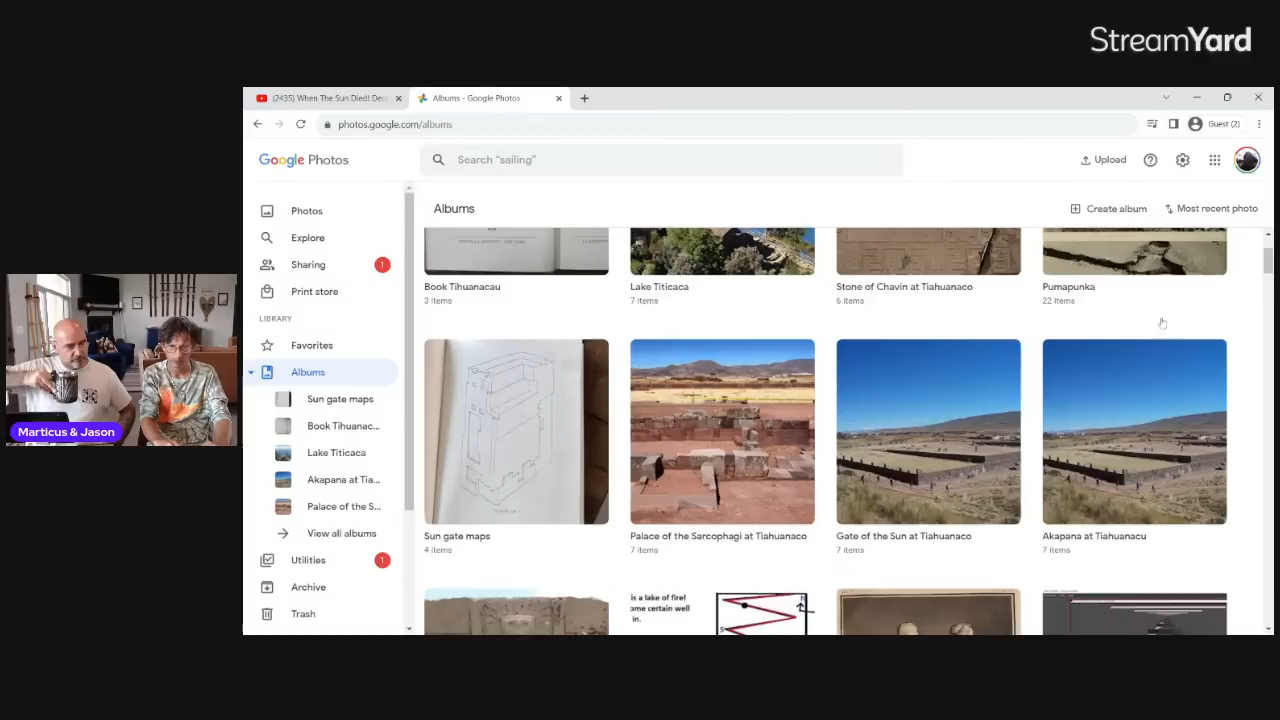 StreamYard
(2435) When The Sun Died! Dec
Albums - Google Photos
photos.google.com/albums
Guest (2)
Google Photos
Search "sailing"
Upload
Photos
Explore
Sharing
1
Print store
LIBRARY
Favorites
Albums
Sun gate maps
Book Tihuanac...
Lake Titicaca
Akapana at Tia...
Palace of the S...
View all albums
Utilities
1
Archive
Trash
Albums
Create album
Most recent photo
Book Tihuanacau
3 items
Lake Titicaca
7 items
Stone of Chavin at Tiahuanaco
6 items
Pumapunka
22 items
Sun gate maps
4 items
Palace of the Sarcophagi at Tiahuanaco
7 items
Gate of the Sun at Tiahuanaco
7 items
Akapana at Tiahuanacu
7 items
is a lake of fire!
ome certain well
in.
N
S
Marticus & Jason